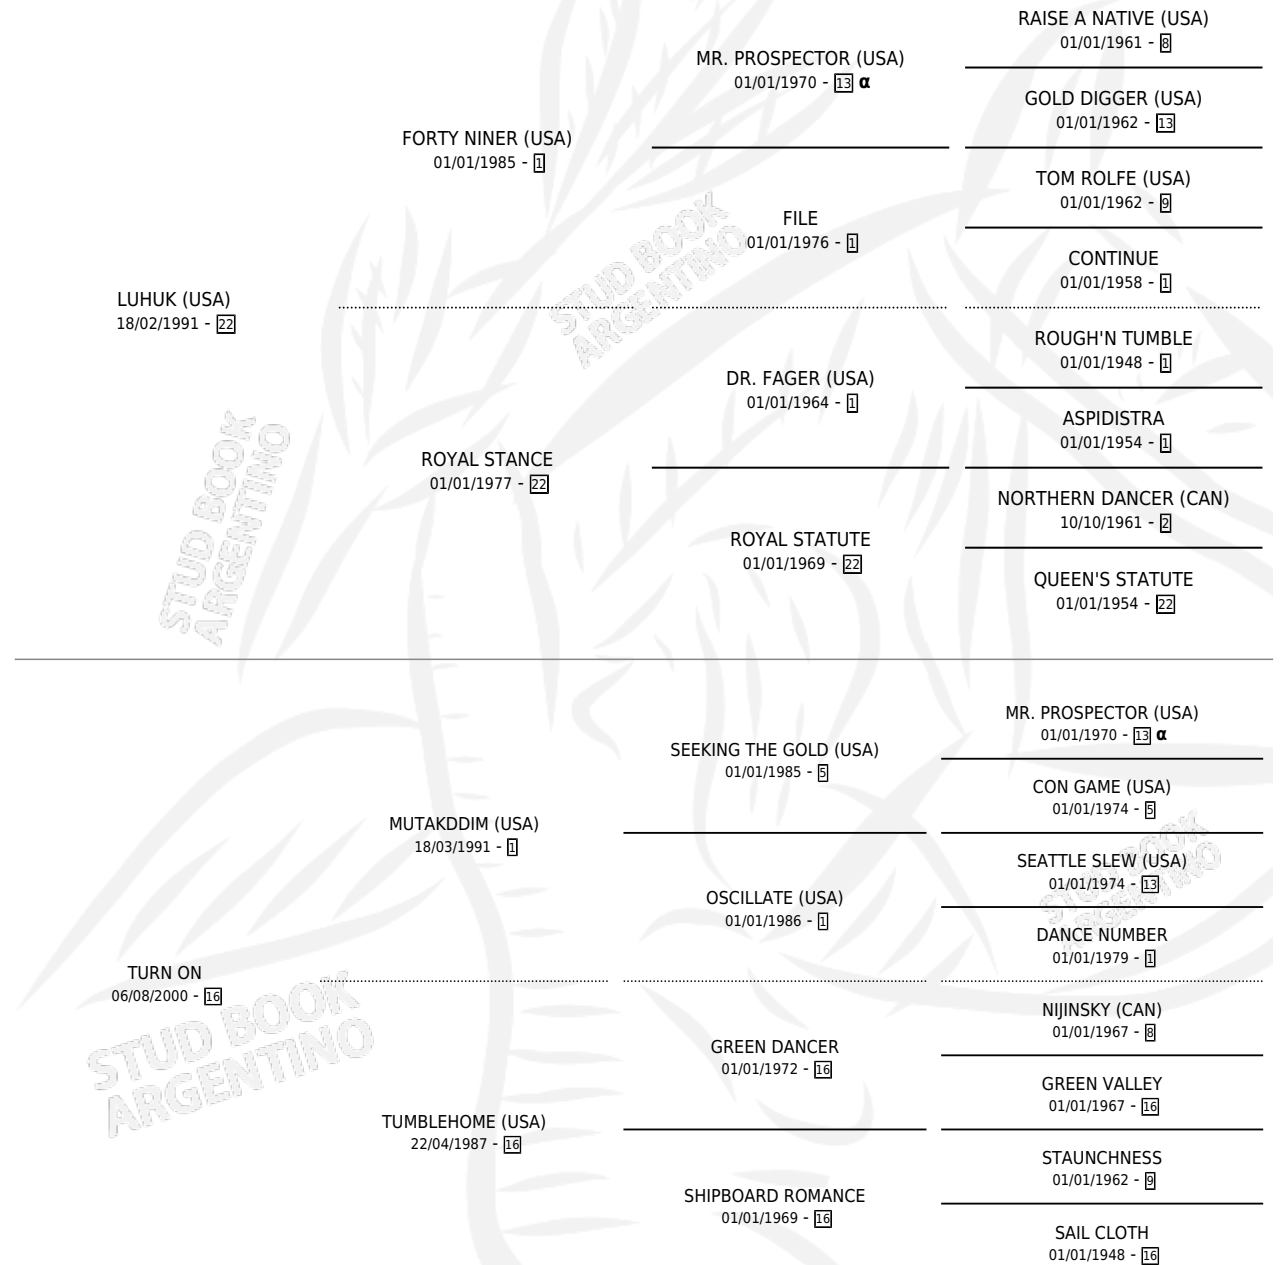 RAISE A NATIVE (USA)
01/01/1961 - 8
MR. PROSPECTOR (USA)
01/01/1970 - 13 α
GOLD DIGGER (USA)
01/01/1962 - 13
FORTY NINER (USA)
01/01/1985 - 1
TOM ROLFE (USA)
01/01/1962 - 9
FILE
01/01/1976 - 1
CONTINUE
01/01/1958 - 1
LUHUK (USA)
18/02/1991 - 22
STUD BOOK
ARGENTINO
ROUGH'N TUMBLE
01/01/1948 - 1
DR. FAGER (USA)
01/01/1964 - 1
ASPIDISTRA
01/01/1954 - 1
ROYAL STANCE
01/01/1977 - 22
NORTHERN DANCER (CAN)
10/10/1961 - 2
ROYAL STATUTE
01/01/1969 - 22
QUEEN'S STATUTE
01/01/1954 - 22
STUD BOOK
ARGENTINO
MR. PROSPECTOR (USA)
01/01/1970 - 13 α
SEEKING THE GOLD (USA)
01/01/1985 - 5
CON GAME (USA)
01/01/1974 - 5
MUTAKDDIM (USA)
18/03/1991 - 1
SEATTLE SLEW (USA)
01/01/1974 - 13
OSCILLATE (USA)
01/01/1986 - 1
DANCE NUMBER
01/01/1979 - 1
STUD BOOK
ARGENTINO
TURN ON
06/08/2000 - 16
NIJINSKY (CAN)
01/01/1967 - 8
GREEN DANCER
01/01/1972 - 16
GREEN VALLEY
01/01/1967 - 16
STUD BOOK
ARGENTINO
TUMBLEHOME (USA)
22/04/1987 - 16
STAUNCHNESS
01/01/1962 - 9
SHIPBOARD ROMANCE
01/01/1969 - 16
SAIL CLOTH
01/01/1948 - 16